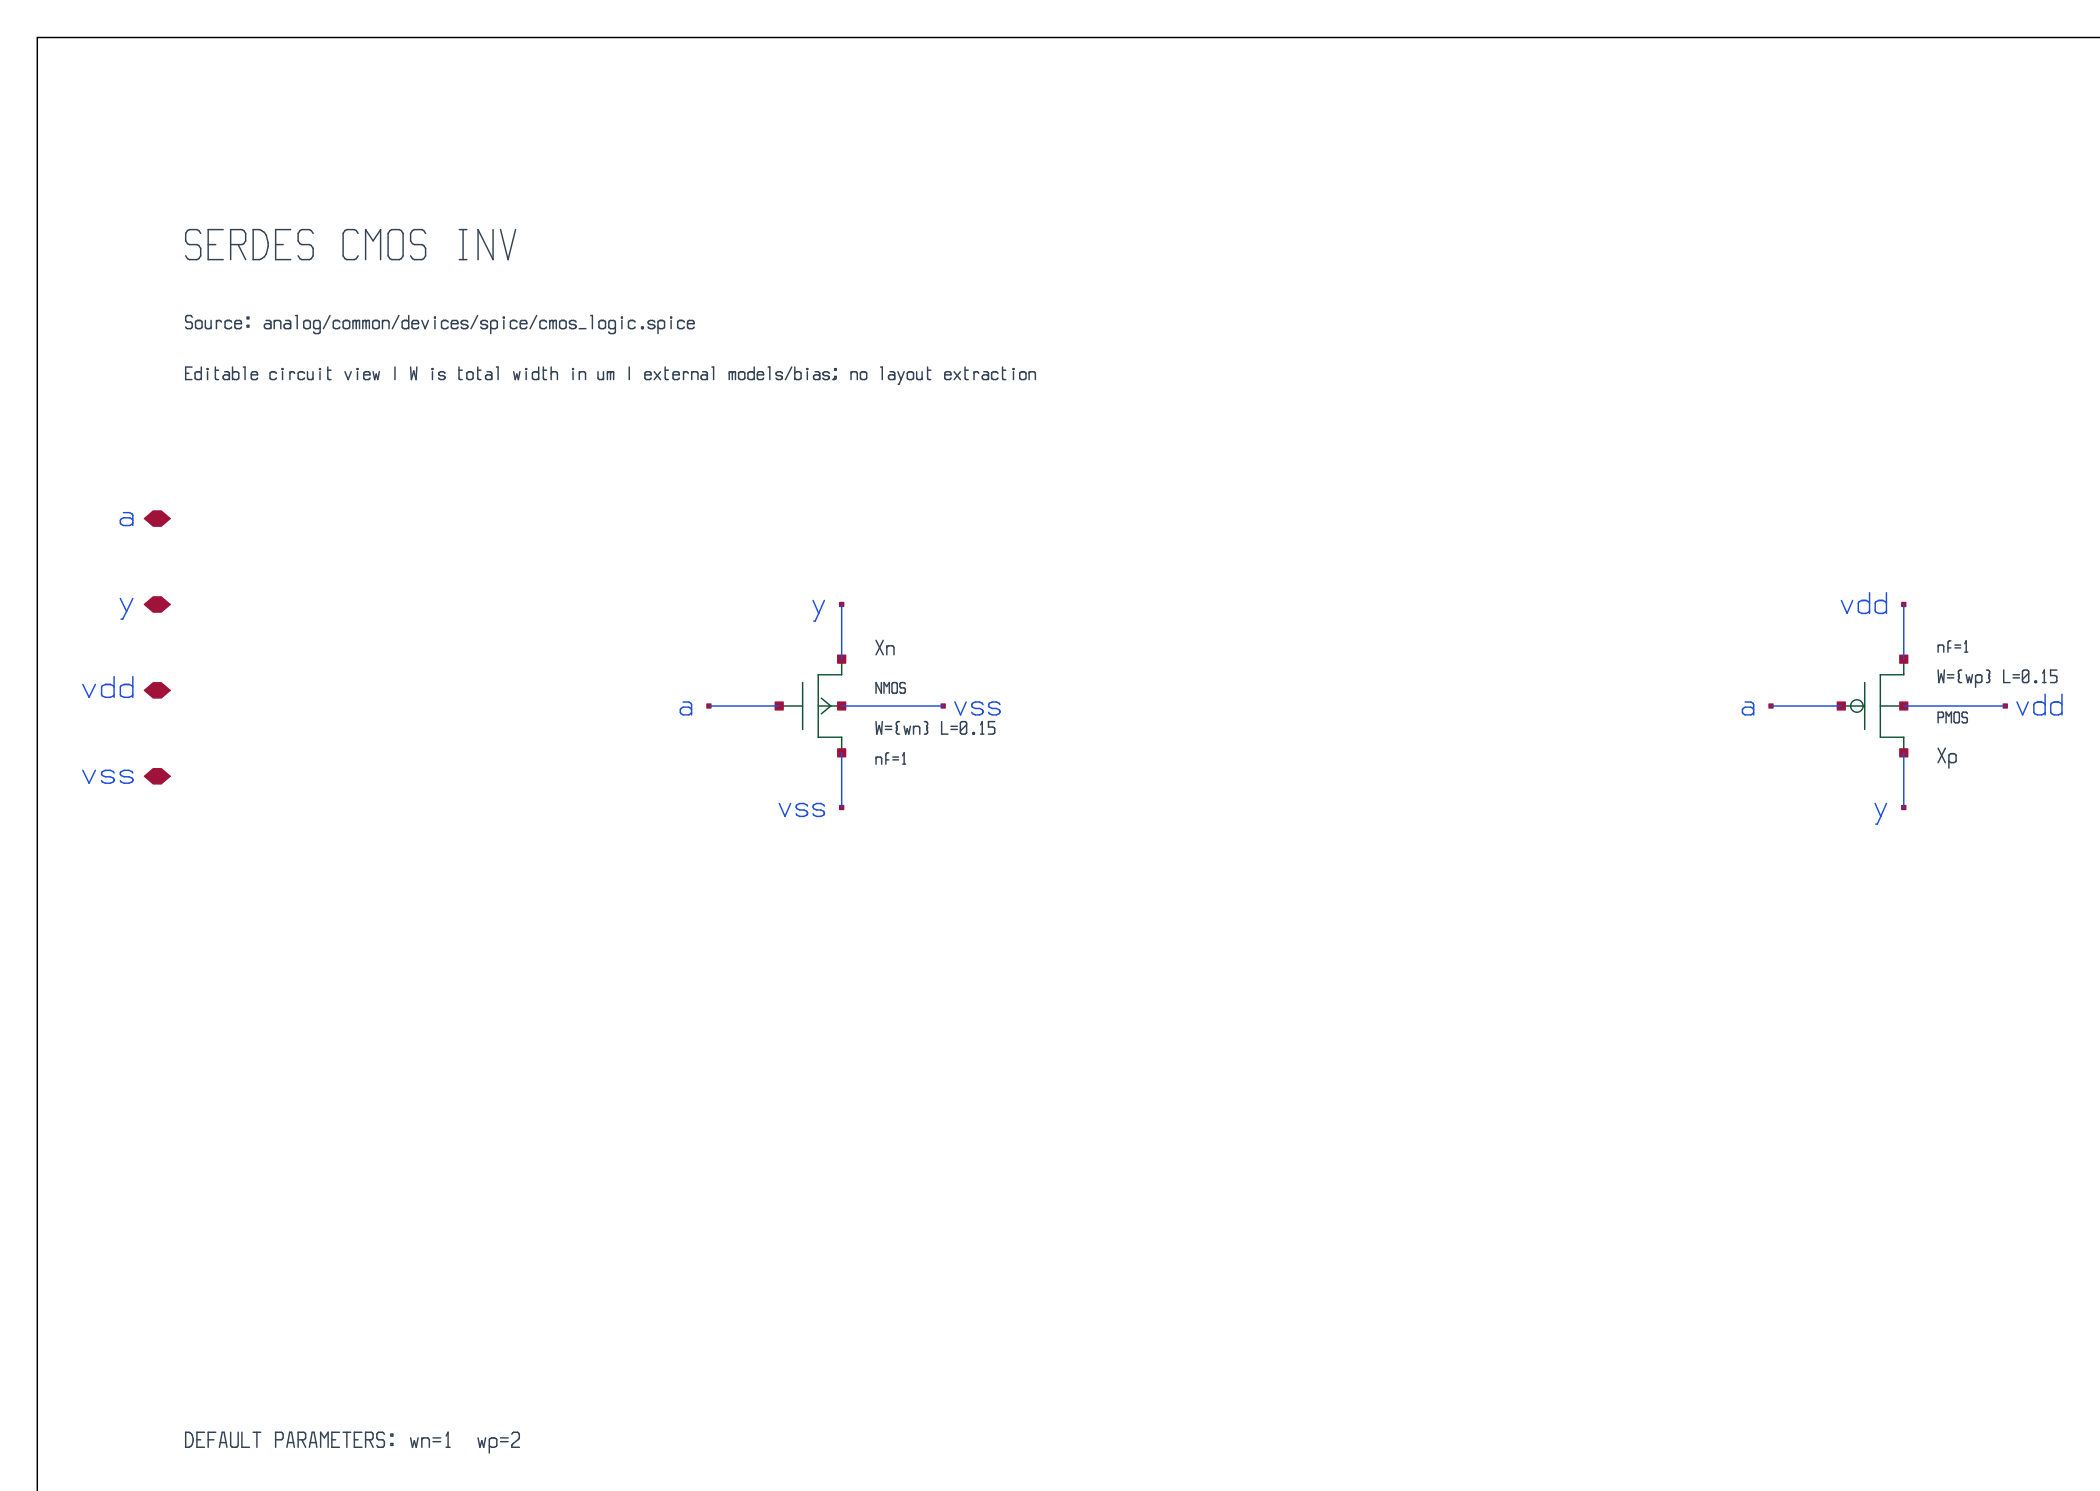 SERDES CMOS INV
Source: analog/common/devices/spice/cmos_logic.spice
Editable circuit view | W is total width in um | external models/bias; no layout extraction
a
y
vdd
vss
y
Xn
NMOS
a
vss
W={wn} L=0.15
nf=1
vss
vdd
nf=1
W={wp} L=0.15
a
vdd
PMOS
Xp
y
DEFAULT PARAMETERS: wn=1 wp=2